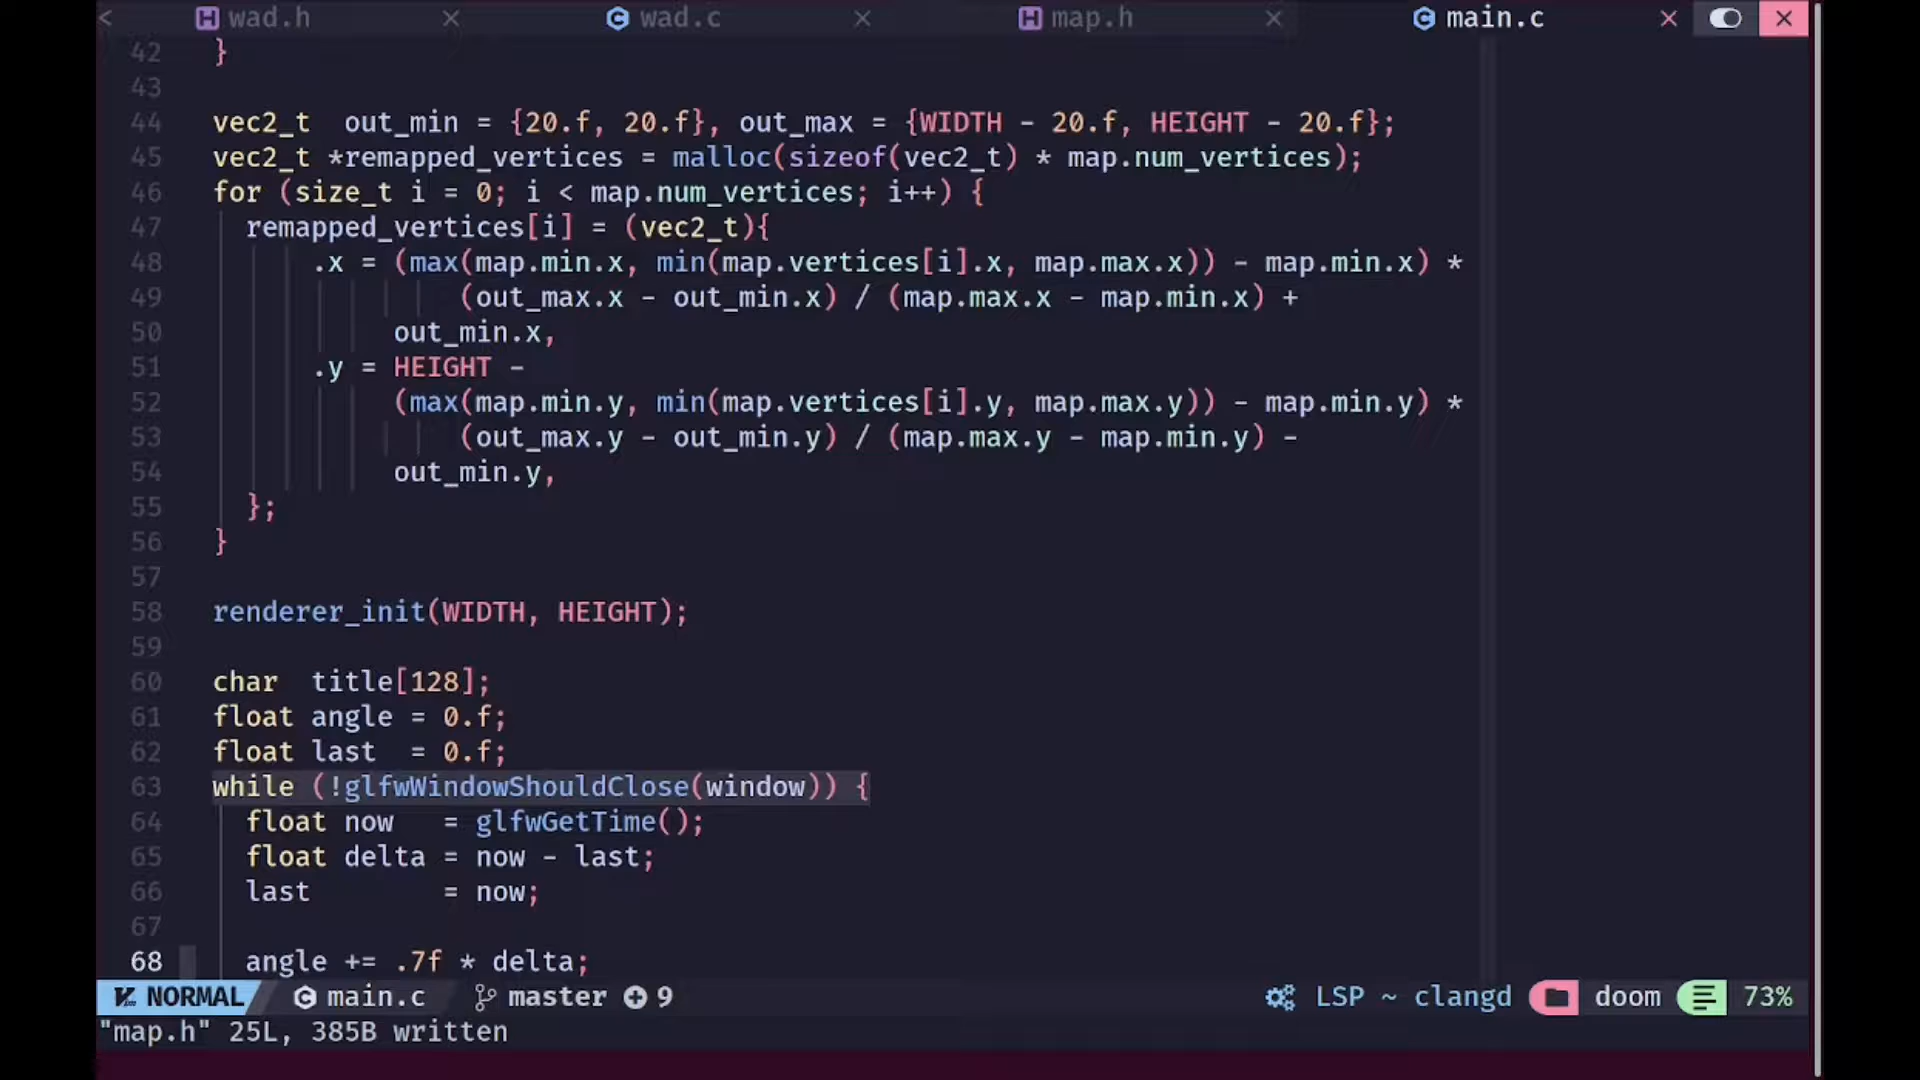 < H wad.h × C wad.c × H map.h × C main.c × ×
42 }
43
44 vec2_t  out_min = {20.f, 20.f}, out_max = {WIDTH - 20.f, HEIGHT - 20.f};
45 vec2_t *remapped_vertices = malloc(sizeof(vec2_t) * map.num_vertices);
46 for (size_t i = 0; i < map.num_vertices; i++) {
47   remapped_vertices[i] = (vec2_t){
48       .x = (max(map.min.x, min(map.vertices[i].x, map.max.x)) - map.min.x) *
49                (out_max.x - out_min.x) / (map.max.x - map.min.x) +
50            out_min.x,
51       .y = HEIGHT -
52            (max(map.min.y, min(map.vertices[i].y, map.max.y)) - map.min.y) *
53                (out_max.y - out_min.y) / (map.max.y - map.min.y) -
54            out_min.y,
55   };
56 }
57
58 renderer_init(WIDTH, HEIGHT);
59
60 char  title[128];
61 float angle = 0.f;
62 float last  = 0.f;
63 while (!glfwWindowShouldClose(window)) {
64   float now   = glfwGetTime();
65   float delta = now - last;
66   last        = now;
67
68   angle += .7f * delta;
NORMAL C main.c master 9 LSP ~ clangd doom 73%
"map.h" 25L, 385B written